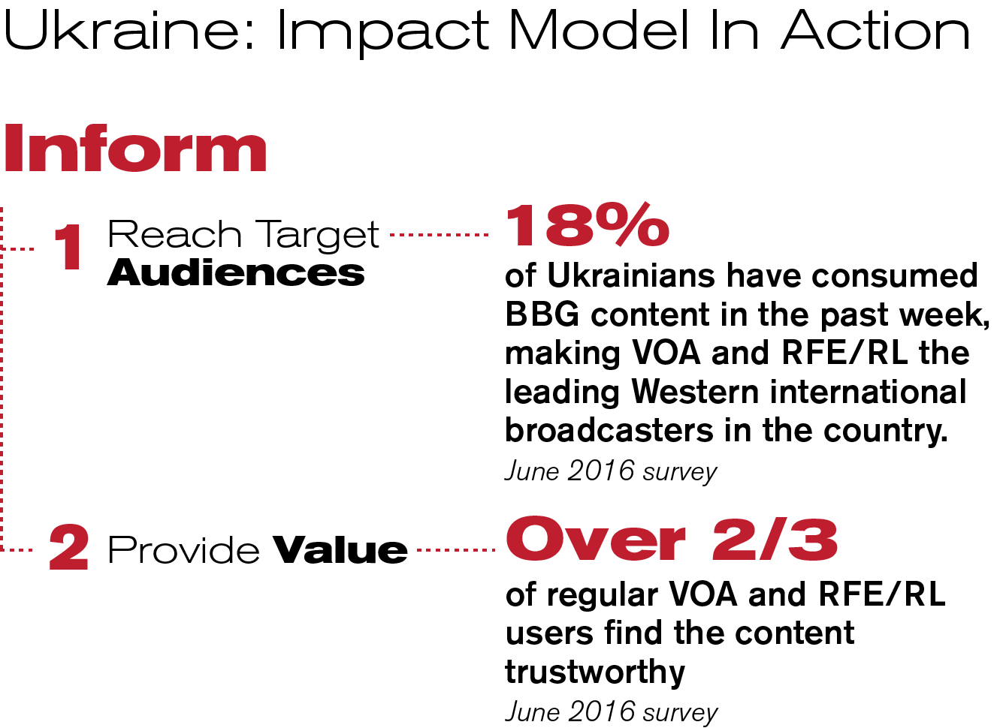 Ukraine: Impact Model In Action
Inform
1 Reach Target
Audiences
18%
of Ukrainians have consumed
BBG content in the past week,
making VOA and RFE/RL the
leading Western international
broadcasters in the country.
June 2016 survey
2 Provide Value
Over 2/3
of regular VOA and RFE/RL
users find the content
trustworthy
June 2016 survey